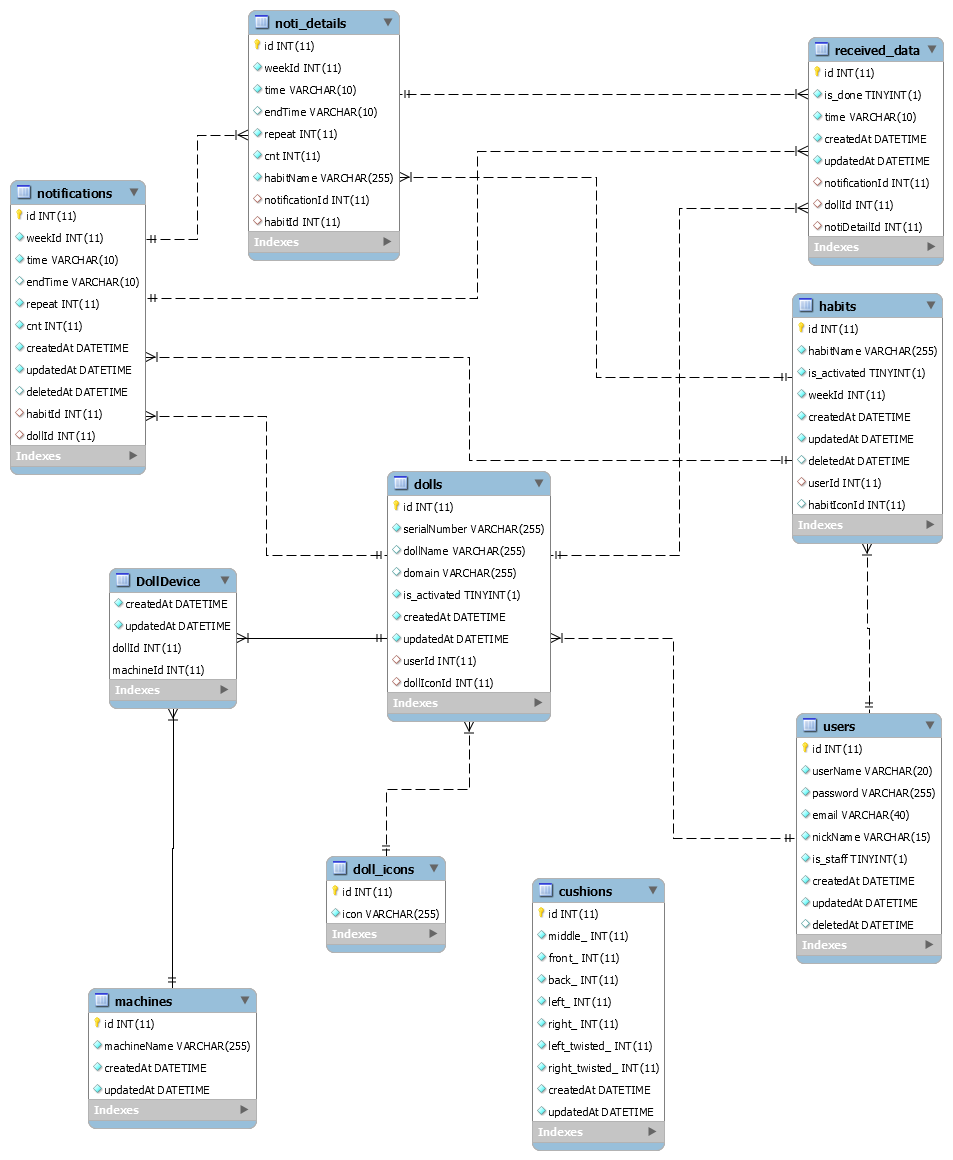 noti_details
id INT(11)
weekId INT(11)
time VARCHAR(10)
endTime VARCHAR(10)
repeat INT(11)
cnt INT(11)
habitName VARCHAR(255)
notificationId INT(11)
habitId INT(11)
Indexes
received_data
id INT(11)
is_done TINYINT(1)
time VARCHAR(10)
createdAt DATETIME
updatedAt DATETIME
notificationId INT(11)
dollId INT(11)
notiDetailId INT(11)
Indexes
notifications
id INT(11)
weekId INT(11)
time VARCHAR(10)
endTime VARCHAR(10)
repeat INT(11)
cnt INT(11)
createdAt DATETIME
updatedAt DATETIME
deletedAt DATETIME
habitId INT(11)
dollId INT(11)
Indexes
habits
id INT(11)
habitName VARCHAR(255)
is_activated TINYINT(1)
weekId INT(11)
createdAt DATETIME
updatedAt DATETIME
deletedAt DATETIME
userId INT(11)
habitIconId INT(11)
Indexes
dolls
id INT(11)
serialNumber VARCHAR(255)
dollName VARCHAR(255)
domain VARCHAR(255)
is_activated TINYINT(1)
createdAt DATETIME
updatedAt DATETIME
userId INT(11)
dollIconId INT(11)
Indexes
DollDevice
createdAt DATETIME
updatedAt DATETIME
dollId INT(11)
machineId INT(11)
Indexes
users
id INT(11)
userName VARCHAR(20)
password VARCHAR(255)
email VARCHAR(40)
nickName VARCHAR(15)
is_staff TINYINT(1)
createdAt DATETIME
updatedAt DATETIME
deletedAt DATETIME
Indexes
doll_icons
id INT(11)
icon VARCHAR(255)
Indexes
cushions
id INT(11)
middle_ INT(11)
front_ INT(11)
back_ INT(11)
left_ INT(11)
right_ INT(11)
left_twisted_ INT(11)
right_twisted_ INT(11)
createdAt DATETIME
updatedAt DATETIME
Indexes
machines
id INT(11)
machineName VARCHAR(255)
createdAt DATETIME
updatedAt DATETIME
Indexes